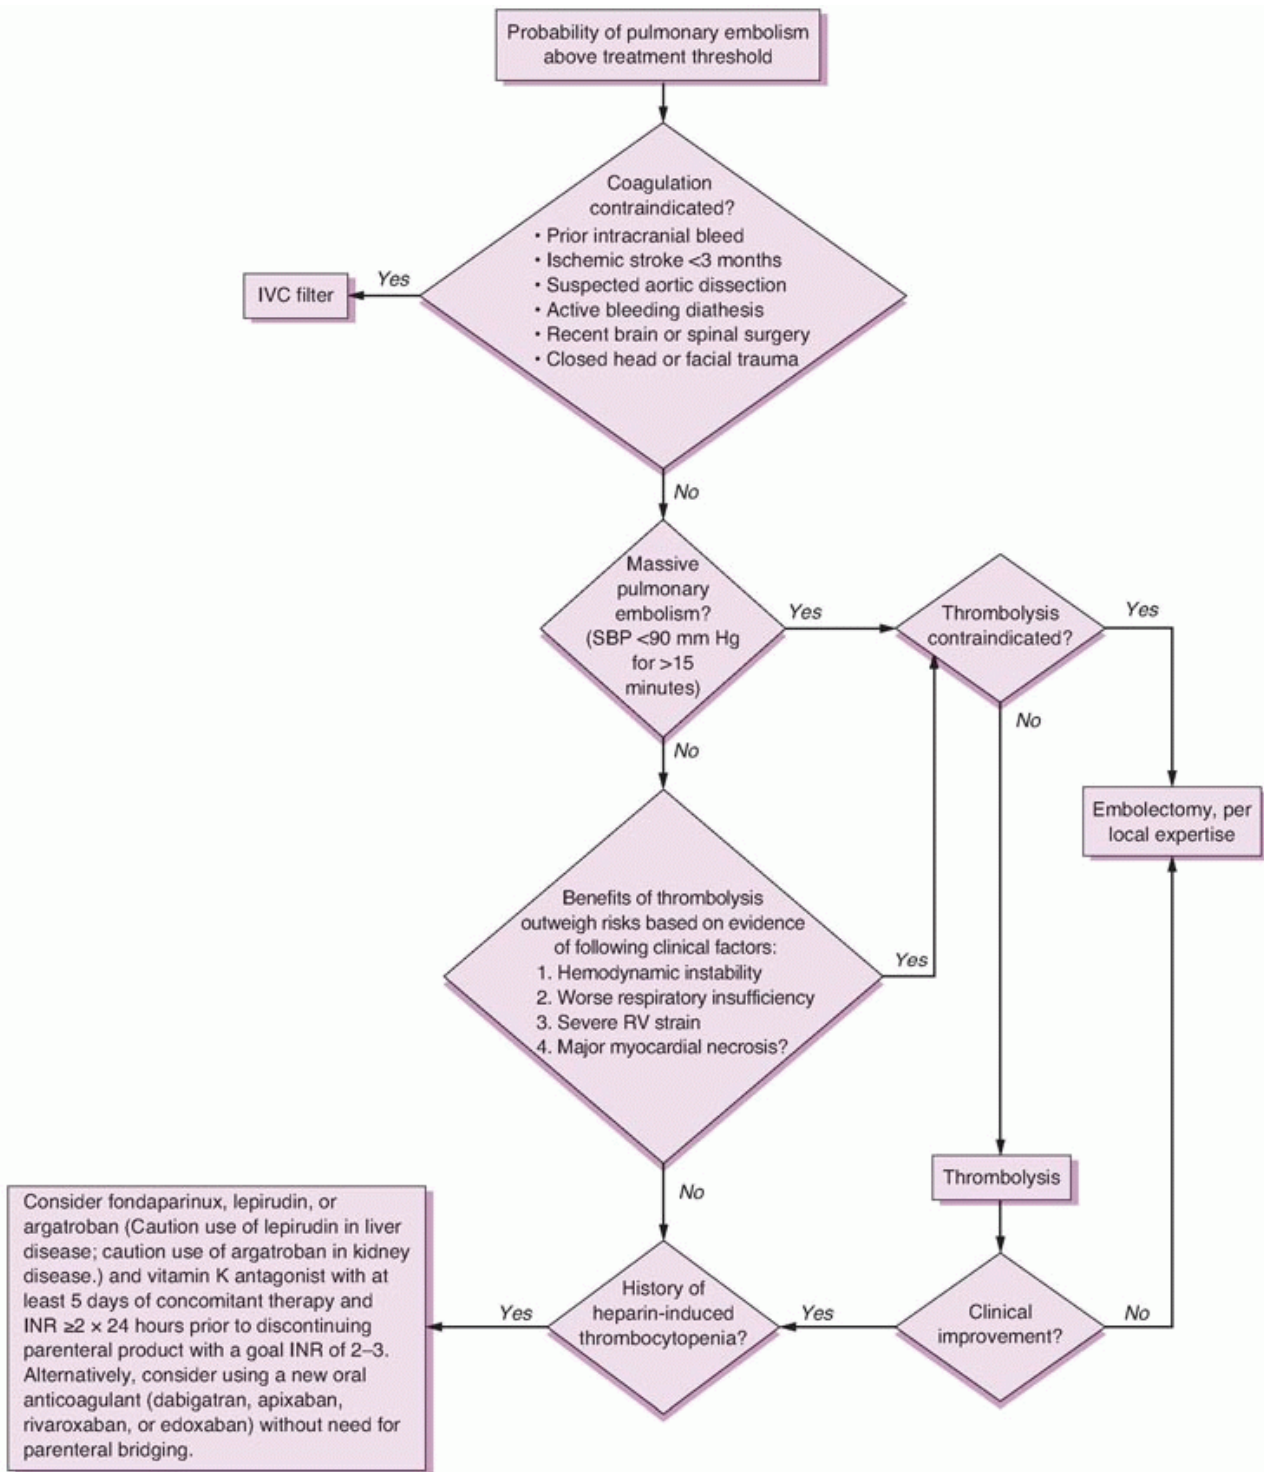 Probability of pulmonary embolism
above treatment threshold
Coagulation
contraindicated?
• Prior intracranial bleed
• Ischemic stroke <3 months
• Suspected aortic dissection
• Active bleeding diathesis
• Recent brain or spinal surgery
• Closed head or facial trauma
Yes
IVC filter
No
Massive
pulmonary
embolism?
(SBP <90 mm Hg
for >15
minutes)
Yes
Thrombolysis
contraindicated?
Yes
No
No
Embolectomy, per
local expertise
Benefits of thrombolysis
outweigh risks based on evidence
of following clinical factors:
1. Hemodynamic instability
2. Worse respiratory insufficiency
3. Severe RV strain
4. Major myocardial necrosis?
Yes
No
Thrombolysis
Clinical
improvement?
No
Yes
History of
heparin-induced
thrombocytopenia?
Yes
Consider fondaparinux, lepirudin, or
argatroban (Caution use of lepirudin in liver
disease; caution use of argatroban in kidney
disease.) and vitamin K antagonist with at
least 5 days of concomitant therapy and
INR ≥2 × 24 hours prior to discontinuing
parenteral product with a goal INR of 2–3.
Alternatively, consider using a new oral
anticoagulant (dabigatran, apixaban,
rivaroxaban, or edoxaban) without need for
parenteral bridging.